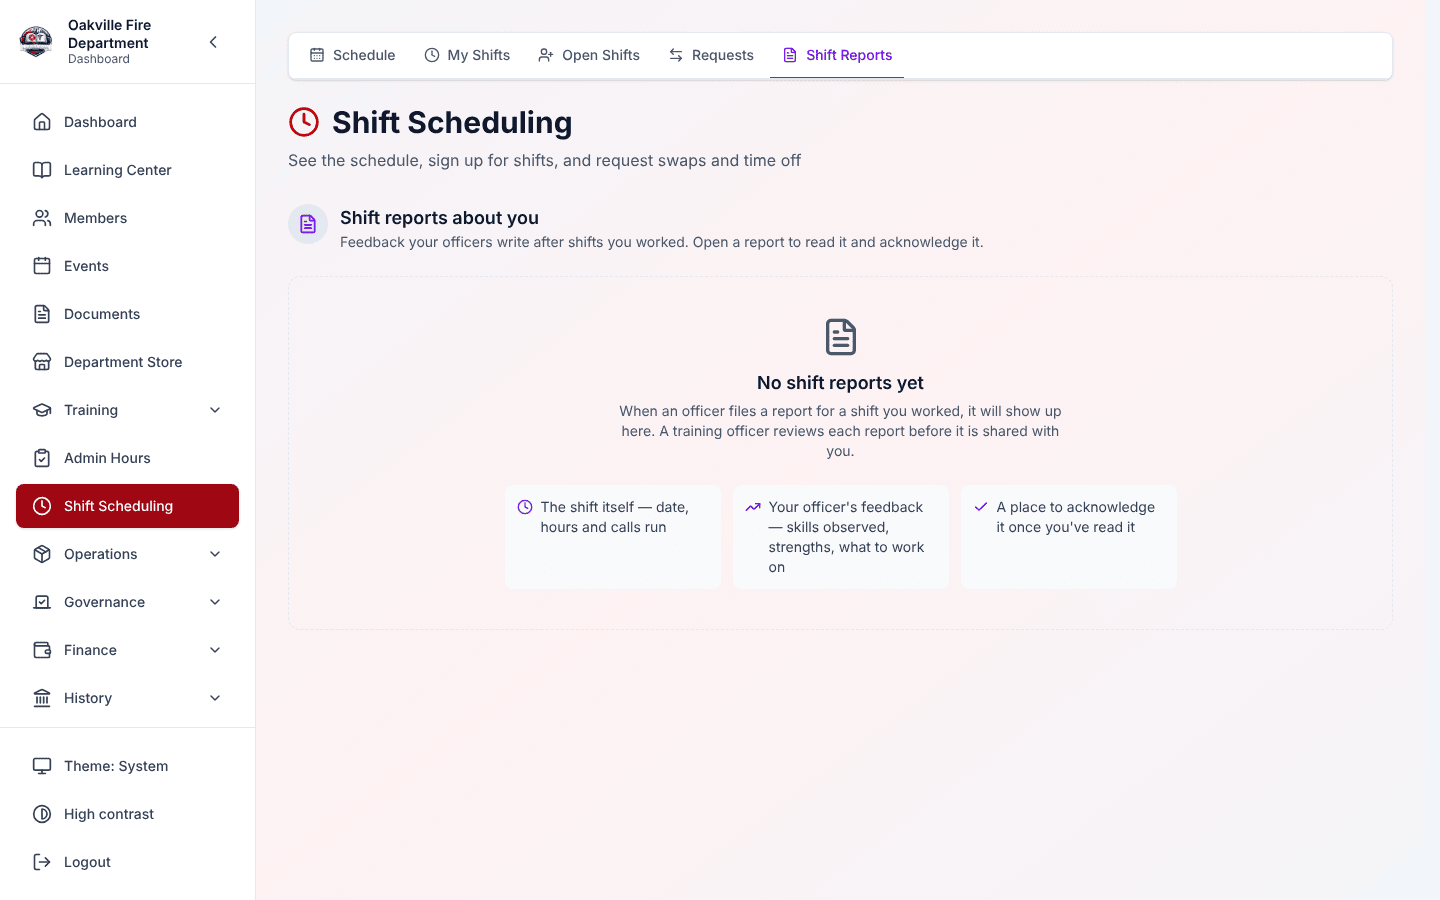 Oakville Fire
Department
Dashboard
Dashboard
Learning Center
Members
Events
Documents
Department Store
Training
Admin Hours
Shift Scheduling
Operations
Governance
Finance
History
Theme: System
High contrast
Logout
Schedule
My Shifts
Open Shifts
Requests
Shift Reports
Shift Scheduling
See the schedule, sign up for shifts, and request swaps and time off
Shift reports about you
Feedback your officers write after shifts you worked. Open a report to read it and acknowledge it.
No shift reports yet
When an officer files a report for a shift you worked, it will show up
here. A training officer reviews each report before it is shared with
you.
The shift itself — date,
hours and calls run
Your officer's feedback
— skills observed,
strengths, what to work
on
A place to acknowledge
it once you've read it